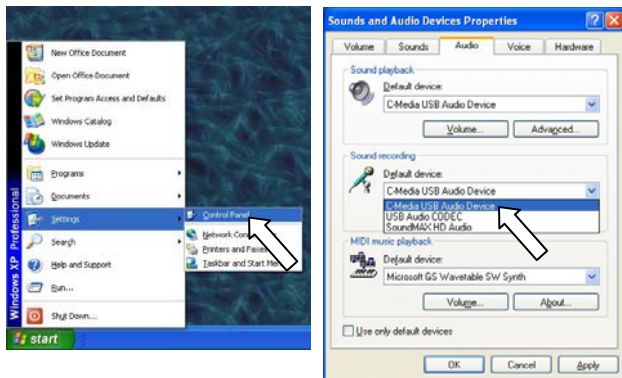 New Office Document
Open Office Document
Set Program Access and Defaults
Windows Catalog
Windows Update
Programs
Documents
Settings
Search
Help and Support
Run...
Shut Down...
Windows XP Professional
start
Control Panel
Network Con
Printers and Faxes
Taskbar and Start Me
Sounds and Audio Devices Properties
Volume Sounds Audio Voice Hardware
Sound playback
Default device:
C-Media USB Audio Device
Volume... Advanced...
Sound recording
Default device:
C-Media USB Audio Device
C-Media USB Audio Device
USB Audio CODEC
SoundMAX HD Audio
MIDI music playback
Default device:
Microsoft GS Wavetable SW Synth
Volume... About...
Use only default devices
OK Cancel Apply